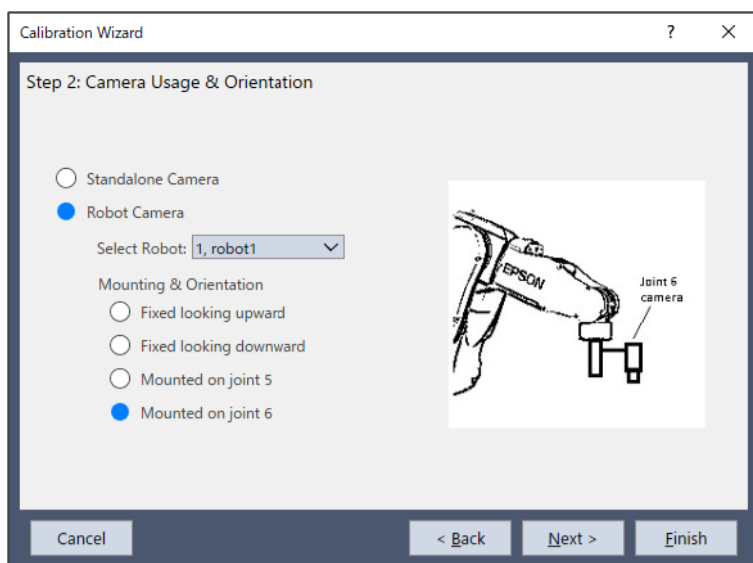 Calibration Wizard ?
Step 2: Camera Usage & Orientation
Standalone Camera
Robot Camera
Select Robot: 1, robot1
Mounting & Orientation
Fixed looking upward
Fixed looking downward
Mounted on joint 5
Mounted on joint 6
EPSON
Joint 6
camera
Cancel
< Back
Next >
Finish